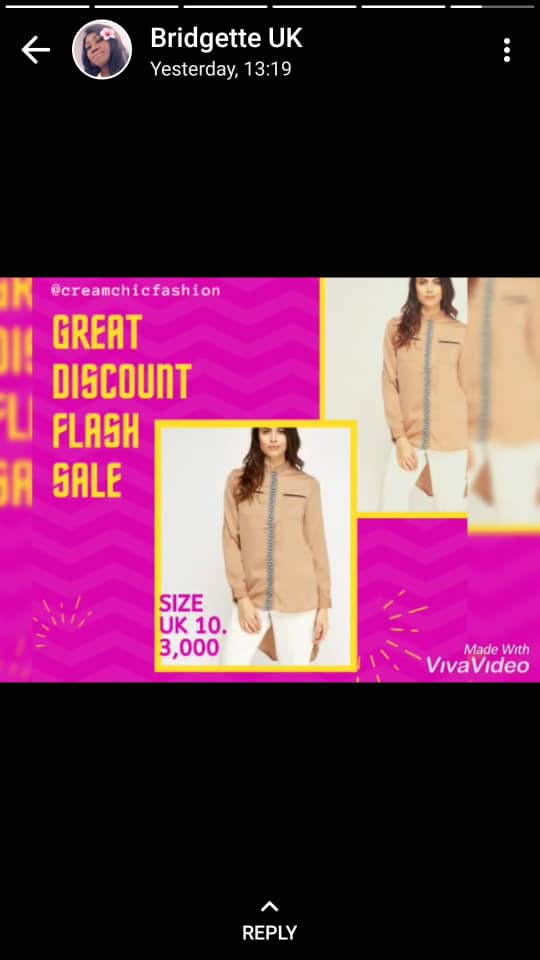 Bridgette UK
Yesterday, 13:19
@creamchicfashion
GREAT
DISCOUNT
FLASH
SALE
SIZE
UK 10.
3,000
Made With
VivaVideo
REPLY